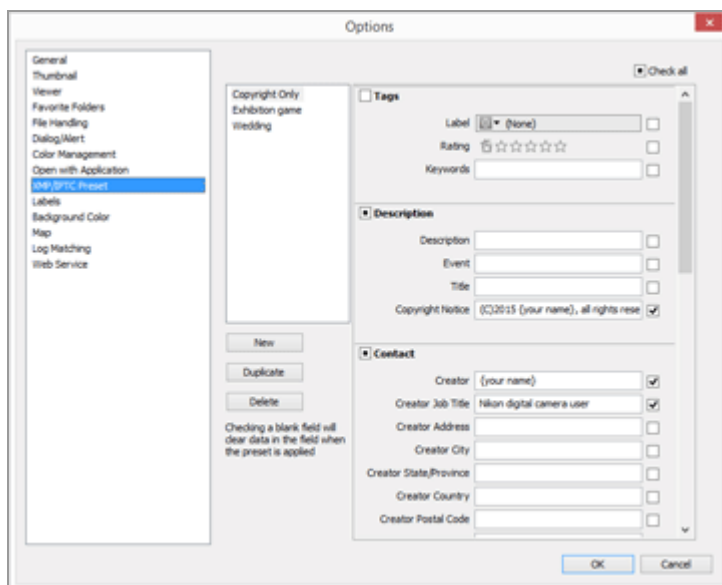 Options
General
Thumbnail
Viewer
Favorite Folders
File Handling
Dialog/Alert
Color Management
Open with Application
XMP/IPTC Preset
Labels
Background Color
Map
Log Matching
Web Service
Copyright Only
Exhibition game
Wedding
New
Duplicate
Delete
Checking a blank field will
clear data in the field when
the preset is applied
Check all
Tags
Label (None)
Rating
Keywords
Description
Description
Event
Title
Copyright Notice (C)2015 {your name}, all rights rese
Contact
Creator {your name}
Creator Job Title Nikon digital camera user
Creator Address
Creator City
Creator State/Province
Creator Country
Creator Postal Code
OK Cancel